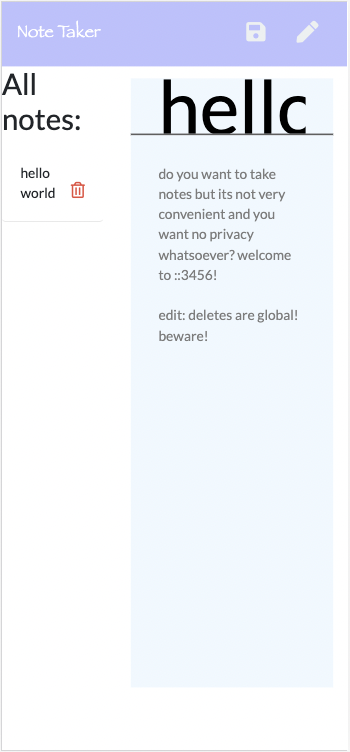 Note Taker
All
notes:
hello
world
hellc
do you want to take
notes but its not very
convenient and you
want no privacy
whatsoever? welcome
to ::3456!
edit: deletes are global!
beware!